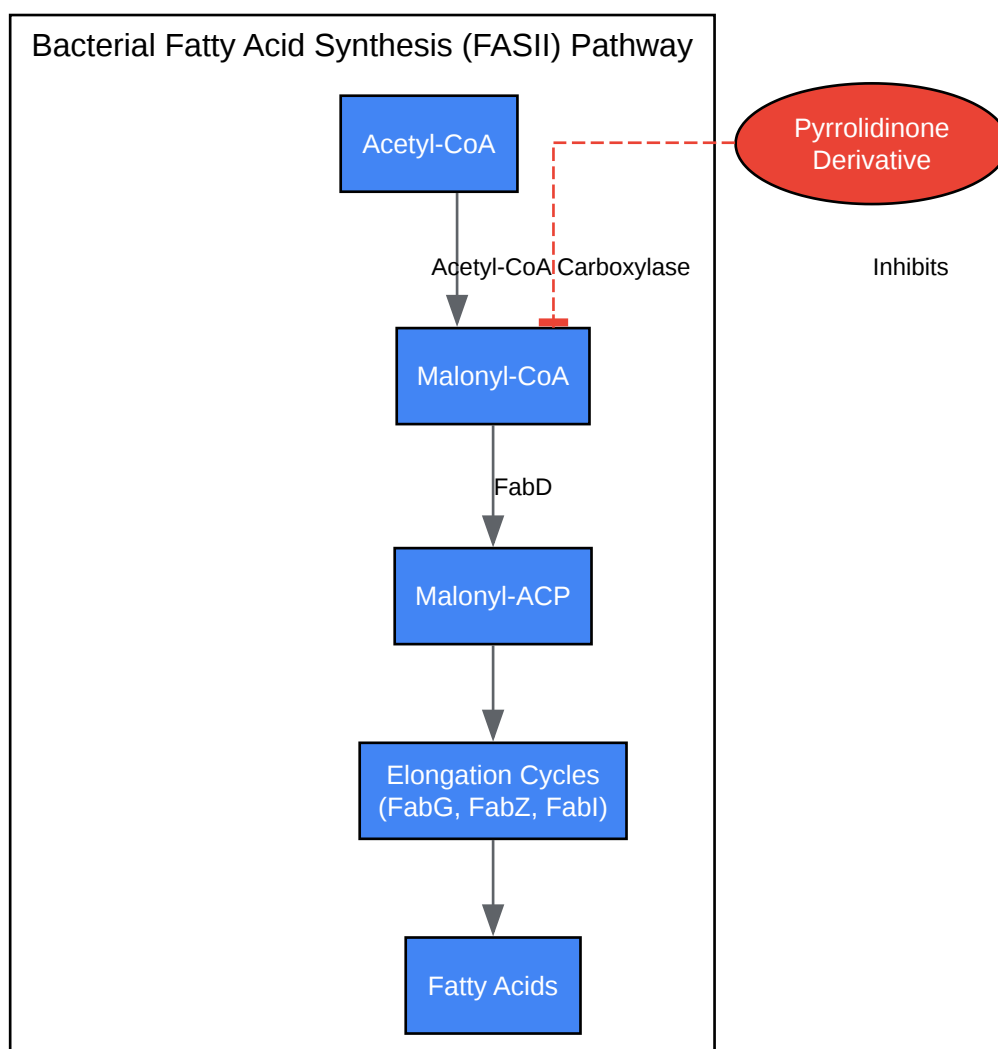 Bacterial Fatty Acid Synthesis (FASII) Pathway
Acetyl-CoA
Pyrrolidinone
Derivative
Acetyl-CoA Carboxylase
Inhibits
Malonyl-CoA
FabD
Malonyl-ACP
Elongation Cycles
(FabG, FabZ, FabI)
Fatty Acids